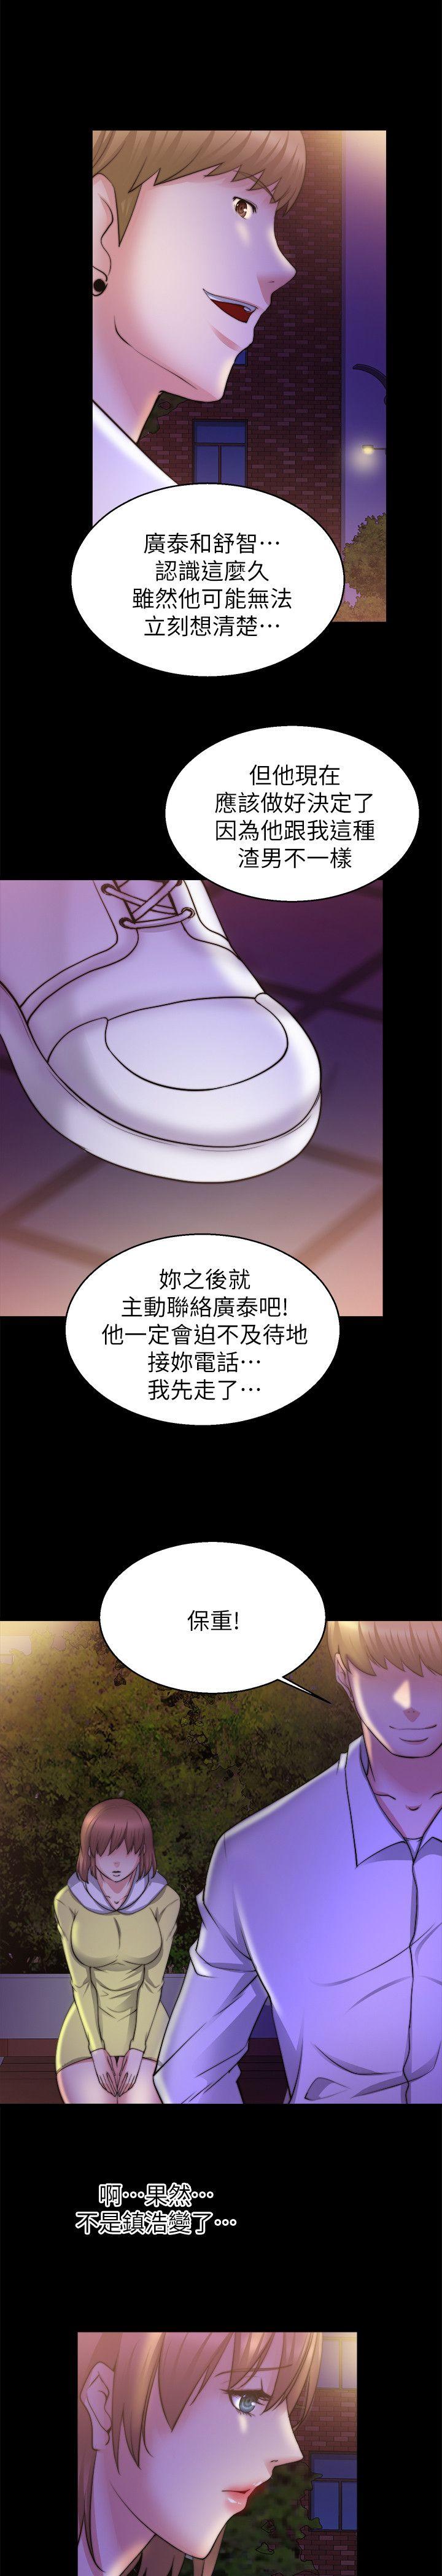 廣泰和舒智…
認識這麼久
雖然他可能無法
立刻想清楚…
但他現在
應該做好決定了
因為他跟我這種
渣男不一樣
妳之後就
主動聯絡廣泰吧!
他一定會迫不及待地
接妳電話…
我先走了…
保重!
啊…果然…
不是鎮浩變了…